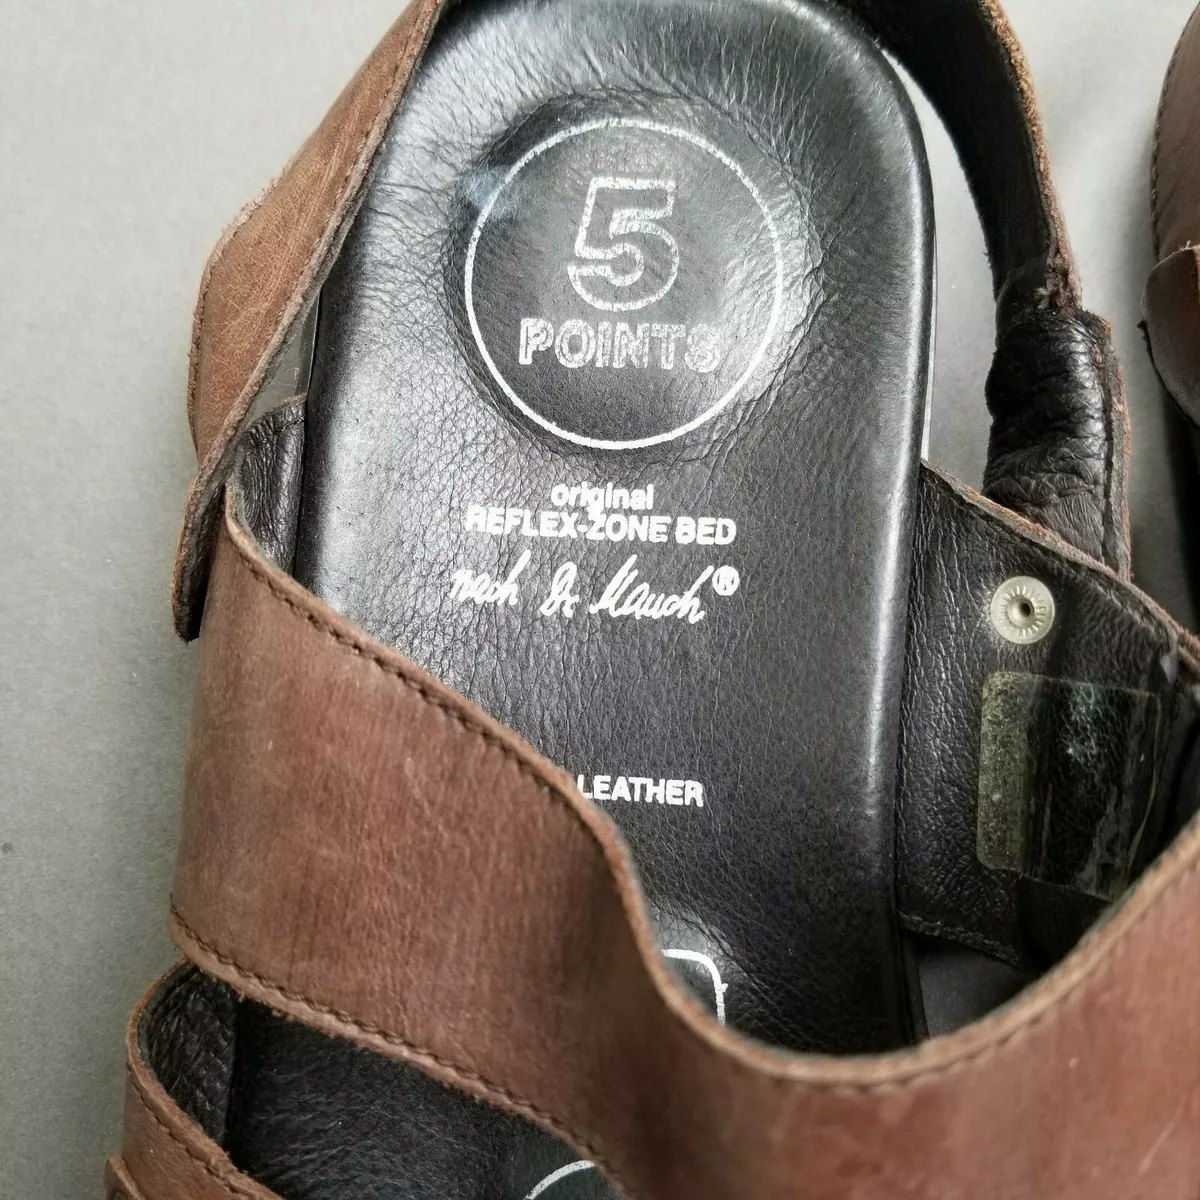 5
POINTS
original
REFLEX-ZONE BED
nach Dr. Mauch®
LEATHER